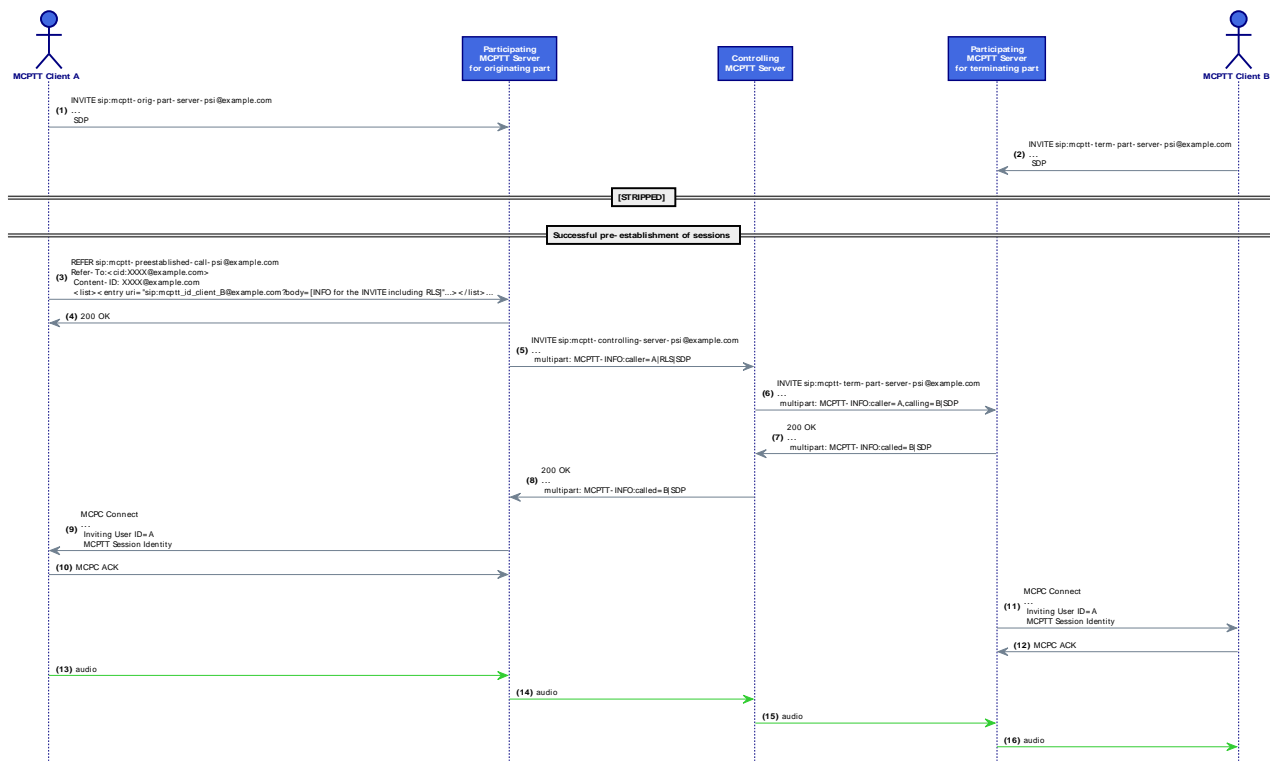 Participating
MCPTT Server
for originating part
Controlling
MCPTT Server
Participating
MCPTT Server
for terminating part
MCPTT Client A
MCPTT Client B
INVITE sip:mcptt-orig-part-server-psi@example.com
(1) ...
SDP
INVITE sip:mcptt-term-part-server-psi@example.com
(2) ...
SDP
[STRIPPED]
Successful pre-establishment of sessions
REFER sip:mcptt-preestablished-call-psi@example.com
Refer-To:<cid:XXXX@example.com>
(3)
Content-ID: XXXX@example.com
<list><entry uri="sip:mcptt_id_client_B@example.com?body=[INFO for the INVITE including RLS]"...></list>...
(4) 200 OK
INVITE sip:mcptt-controlling-server-psi@example.com
(5) ...
multipart: MCPTT-INFO:caller=A|RLS|SDP
INVITE sip:mcptt-term-part-server-psi@example.com
(6) ...
multipart: MCPTT-INFO:caller=A,calling=B|SDP
200 OK
(7) ...
multipart: MCPTT-INFO:called=B|SDP
200 OK
(8) ...
multipart: MCPTT-INFO:called=B|SDP
MCPC Connect
...
(9) Inviting User ID=A
MCPTT Session Identity
(10) MCPC ACK
MCPC Connect
...
(11) Inviting User ID=A
MCPTT Session Identity
(12) MCPC ACK
(13) audio
(14) audio
(15) audio
(16) audio